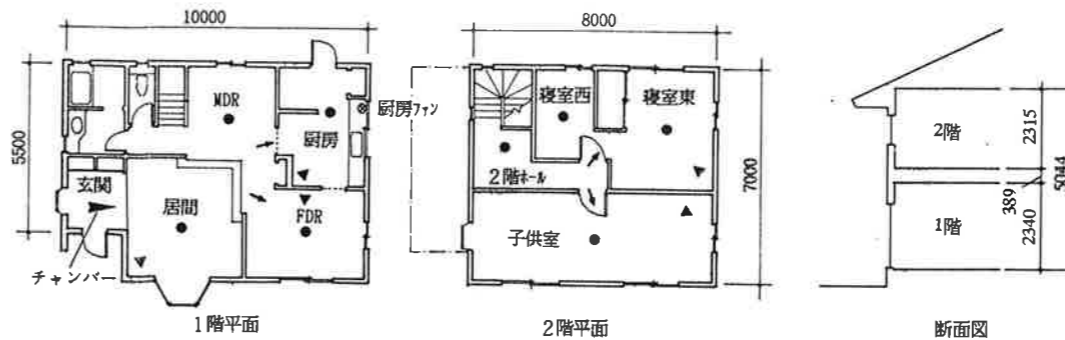 10000
5500
MDR
厨房
厨房ファン
玄関
居間
FDR
チャンバー
1階平面
8000
7000
寝室西
寝室東
2階ホール
子供室
2階平面
2階
2315
389
5044
1階
2340
断面図